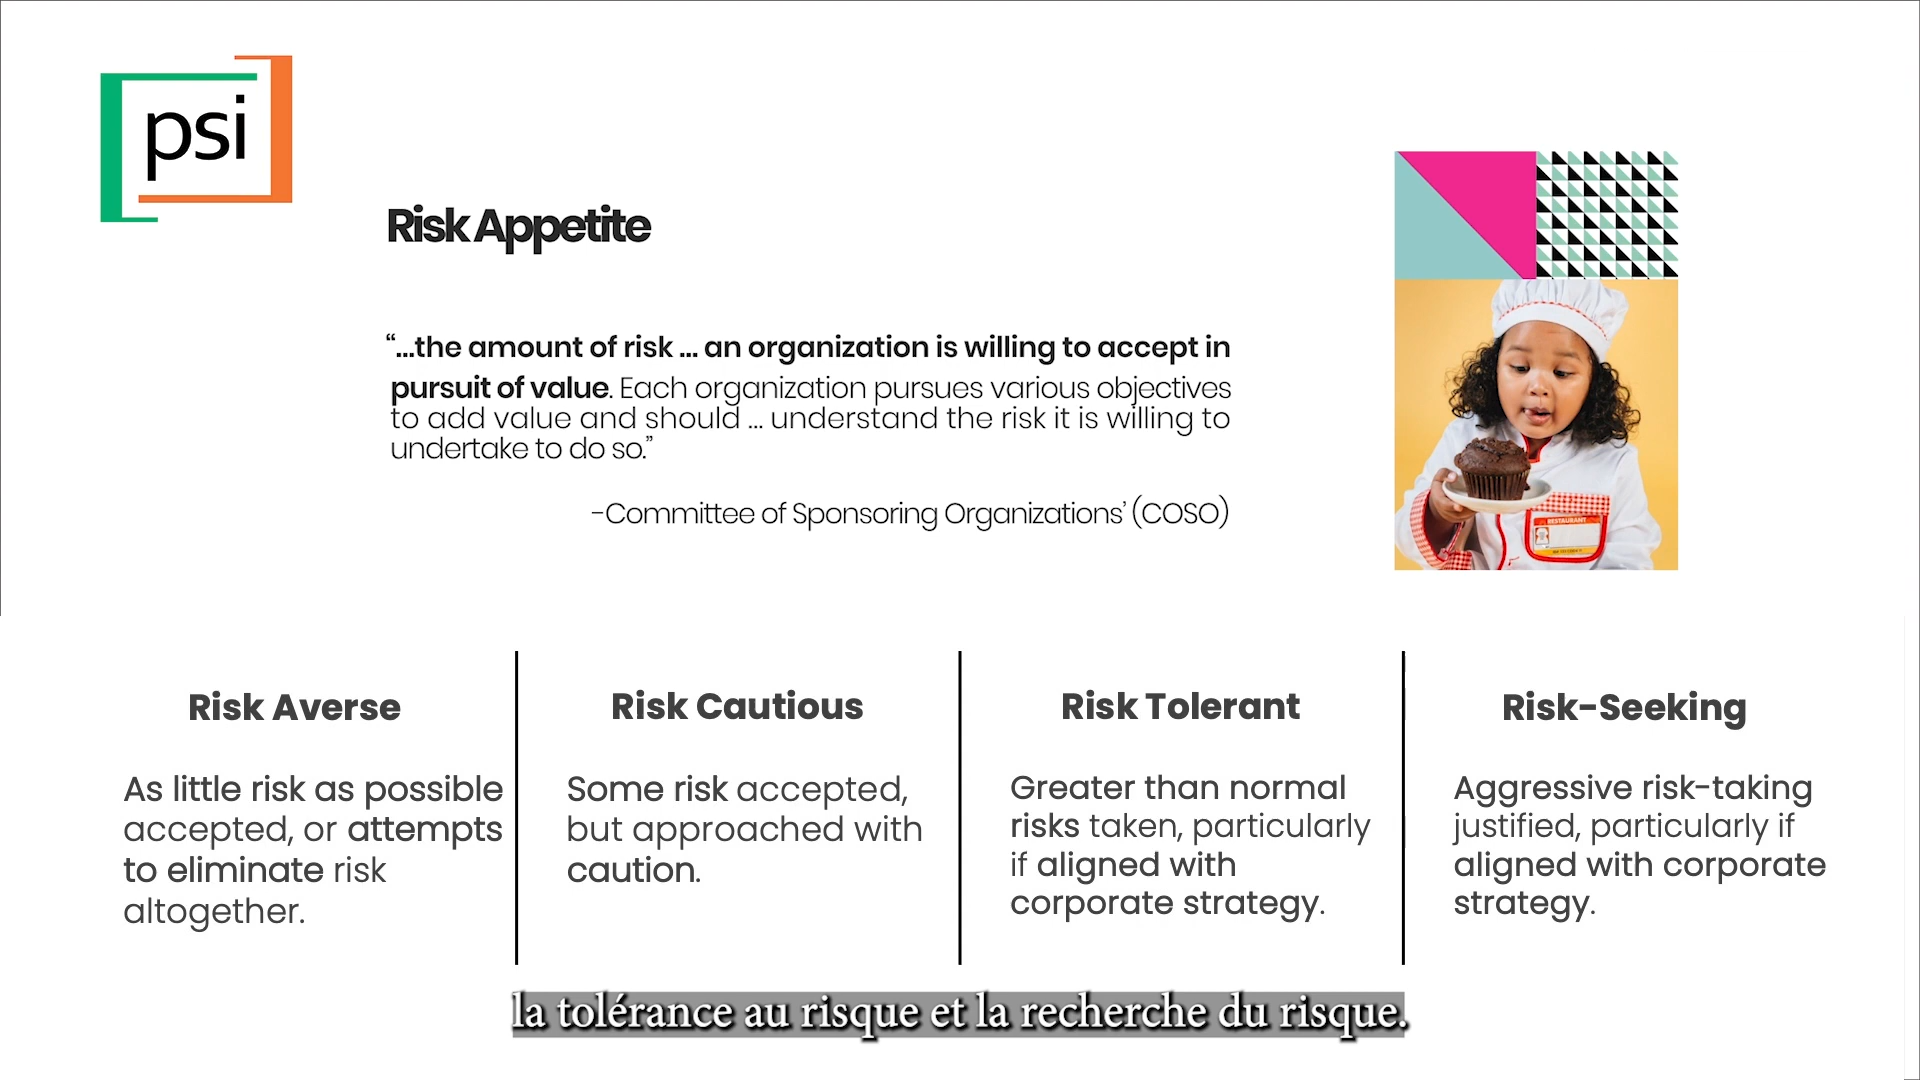 psi
Risk Appetite
“...the amount of risk ... an organization is willing to accept in
pursuit of value. Each organization pursues various objectives
to add value and should ... understand the risk it is willing to
undertake to do so.”
-Committee of Sponsoring Organizations’ (COSO)
RESTAURANT
Risk Averse
As little risk as possible
accepted, or attempts
to eliminate risk
altogether.
Risk Cautious
Some risk accepted,
but approached with
caution.
Risk Tolerant
Greater than normal
risks taken, particularly
if aligned with
corporate strategy.
Risk-Seeking
Aggressive risk-taking
justified, particularly if
aligned with corporate
strategy.
la tolérance au risque et la recherche du risque.